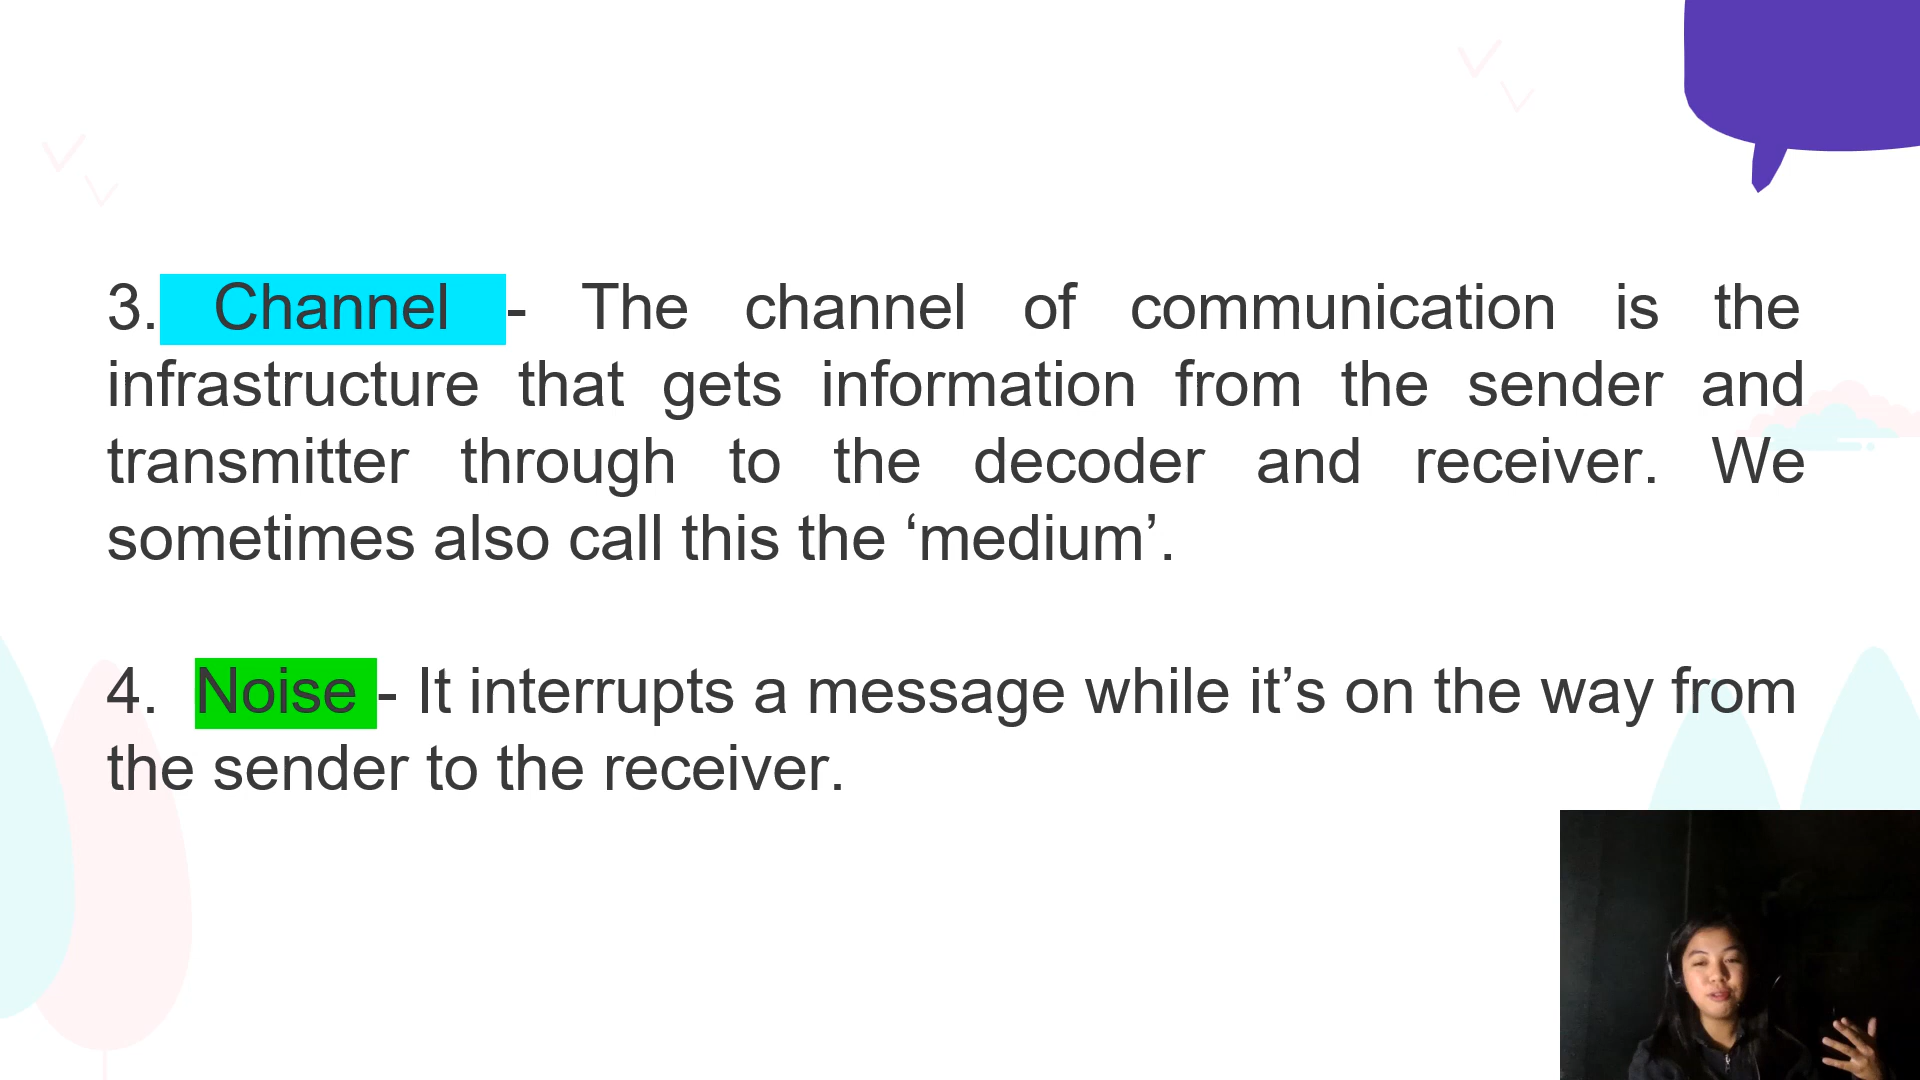 3. Channel - The channel of communication is the
infrastructure that gets information from the sender and
transmitter through to the decoder and receiver. We
sometimes also call this the ‘medium’.
4. Noise - It interrupts a message while it’s on the way from
the sender to the receiver.